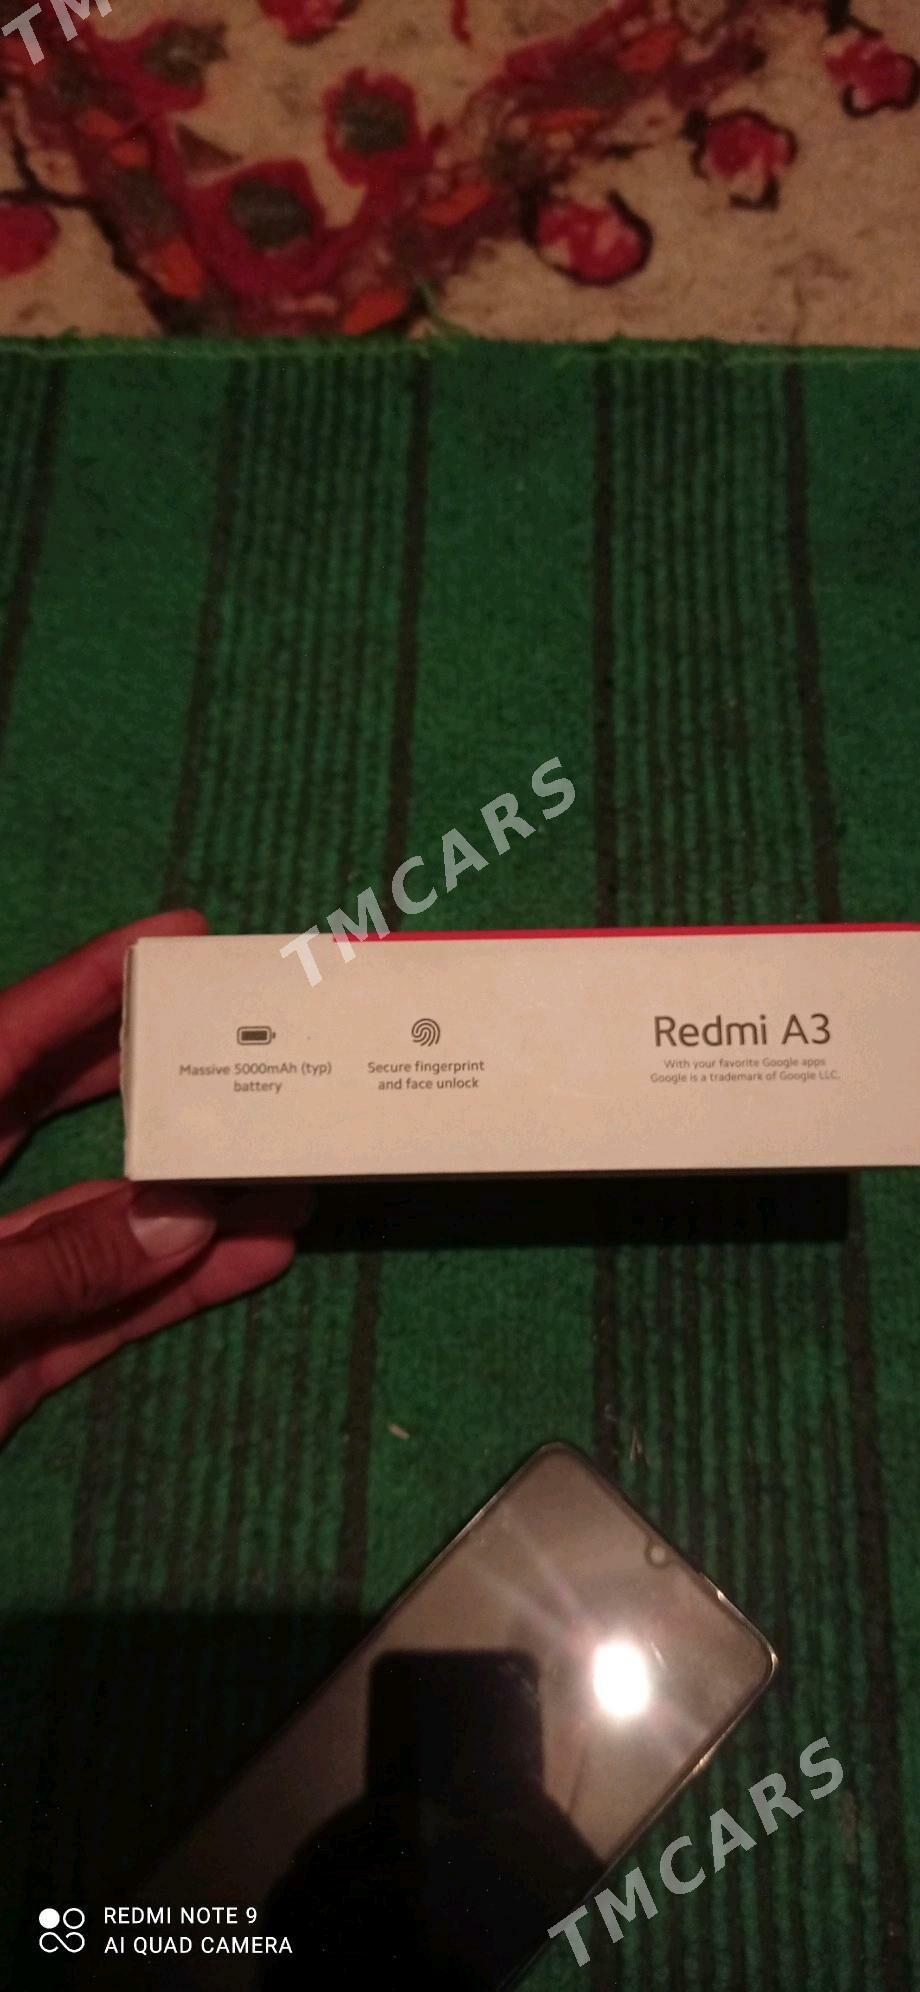 TM
TMCARS
Massive 5000mAh (typ)
battery
Secure fingerprint
and face unlock
Redmi A3
With your favorite Google apps
Google is a trademark of Google LLC.
TMCARS
REDMI NOTE 9
AI QUAD CAMERA